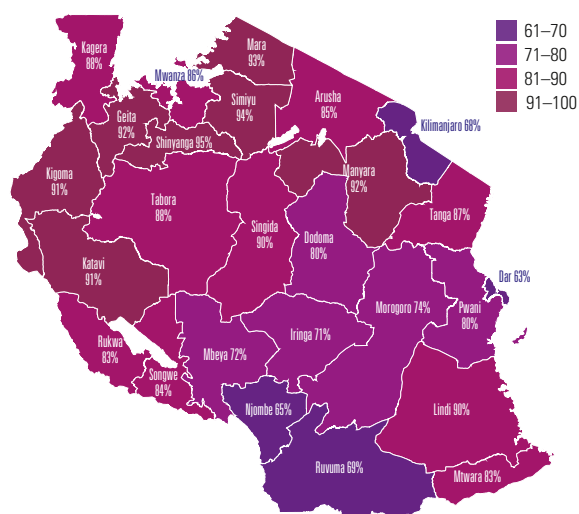 61–70
71–80
81–90
91–100
Kagera
88%
Mwanza 86%
Mara
93%
Geita
92%
Simiyu
94%
Arusha
85%
Kilimanjaro 68%
Shinyanga 95%
Kigoma
91%
Tabora
88%
Singida
90%
Manyara
92%
Dodoma
80%
Tanga 87%
Katavi
91%
Dar 63%
Morogoro 74%
Pwani
80%
Rukwa
83%
Mbeya 72%
Iringa 71%
Songwe
84%
Njombe 65%
Lindi 90%
Ruvuma 69%
Mtwara 83%